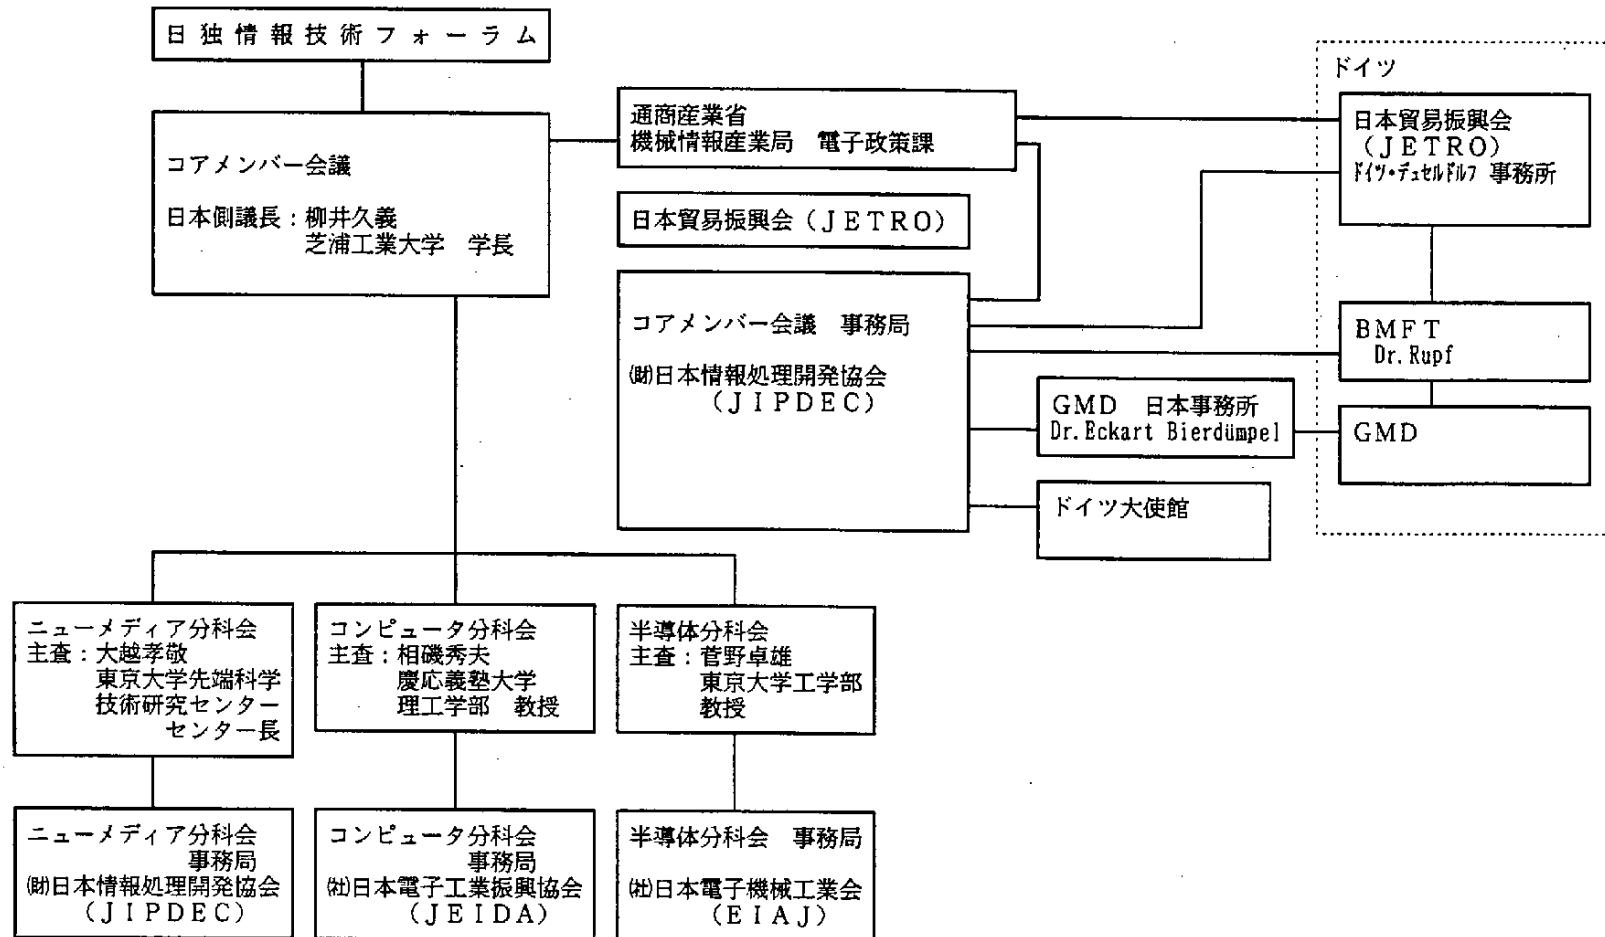 日独情報技術フォーラム
コアメンバー会議
日本側議長：柳井久義
芝浦工業大学　学長
通商産業省
機械情報産業局　電子政策課
日本貿易振興会（ＪＥＴＲＯ）
コアメンバー会議　事務局
㈶日本情報処理開発協会
（ＪＩＰＤＥＣ）
GMD　日本事務所
Dr. Eckart Bierdümpel
ドイツ大使館
ドイツ
日本貿易振興会
（ＪＥＴＲＯ）
ﾄﾞｲﾂ・ﾃﾞｭｾﾙﾄﾞﾙﾌ 事務所
BMFT
Dr. Rupf
GMD
ニューメディア分科会
主査：大越孝敬
東京大学先端科学
技術研究センター
センター長
コンピュータ分科会
主査：相磯秀夫
慶応義塾大学
理工学部　教授
半導体分科会
主査：菅野卓雄
東京大学工学部
教授
ニューメディア分科会
事務局
㈶日本情報処理開発協会
（ＪＩＰＤＥＣ）
コンピュータ分科会
事務局
㈳日本電子工業振興協会
（ＪＥＩＤＡ）
半導体分科会　事務局
㈳日本電子機械工業会
（ＥＩＡＪ）